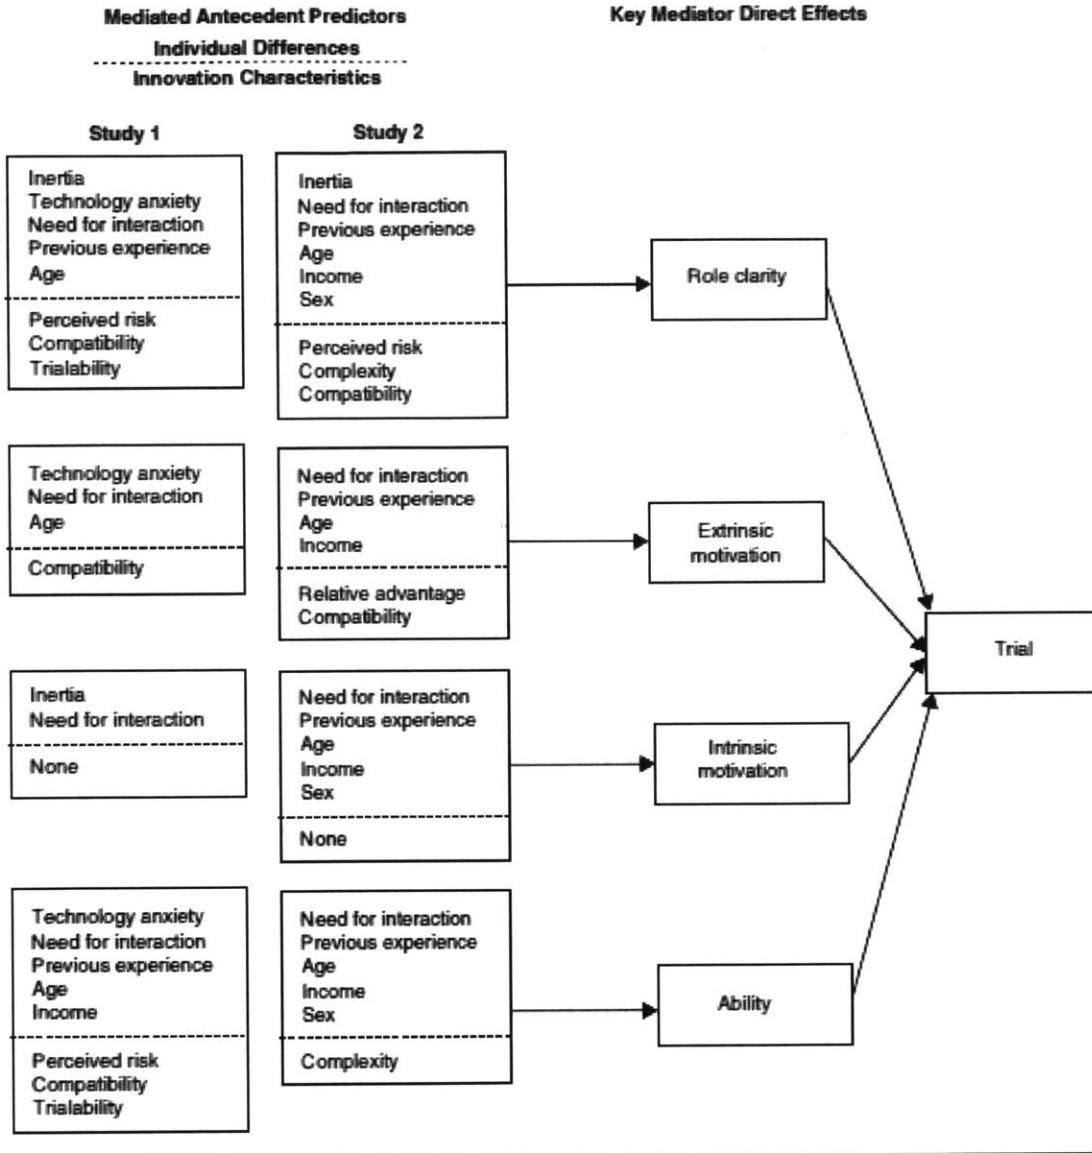 Mediated Antecedent Predictors
Key Mediator Direct Effects
Individual Differences
Innovation Characteristics
Study 1
Study 2
Inertia
Technology anxiety
Need for interaction
Previous experience
Age
Perceived risk
Compatibility
Trialability
Inertia
Need for interaction
Previous experience
Age
Income
Sex
Perceived risk
Complexity
Compatibility
Role clarity
Technology anxiety
Need for interaction
Age
Compatibility
Need for interaction
Previous experience
Age
Income
Relative advantage
Compatibility
Extrinsic
motivation
Trial
Inertia
Need for interaction
None
Need for interaction
Previous experience
Age
Income
Sex
None
Intrinsic
motivation
Technology anxiety
Need for interaction
Previous experience
Age
Income
Perceived risk
Compatibility
Trialability
Need for interaction
Previous experience
Age
Income
Sex
Complexity
Ability